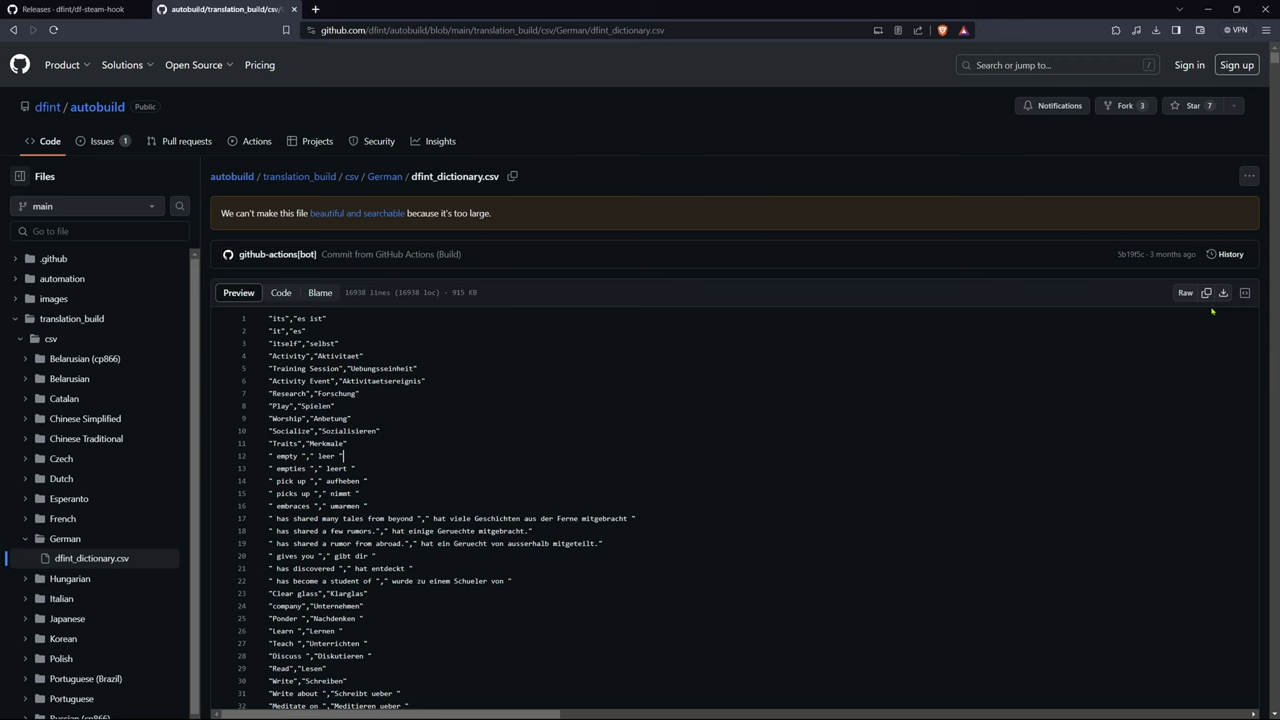 Releases · dfint/df-steam-hook
autobuild/translation_build/csv/
github.com/dfint/autobuild/blob/main/translation_build/csv/German/dfint_dictionary.csv
VPN
Product
Solutions
Open Source
Pricing
Search or jump to...
/
Sign in
Sign up
dfint / autobuild
Public
Notifications
Fork 3
Star 7
Code
Issues 1
Pull requests
Actions
Projects
Security
Insights
Files
main
Go to file
.github
automation
images
translation_build
csv
Belarusian (cp866)
Belarusian
Catalan
Chinese Simplified
Chinese Traditional
Czech
Dutch
Esperanto
French
German
dfint_dictionary.csv
Hungarian
Italian
Japanese
Korean
Polish
Portuguese (Brazil)
Portuguese
Russian (cp866)
autobuild / translation_build / csv / German / dfint_dictionary.csv
We can't make this file beautiful and searchable because it's too large.
github-actions[bot] Commit from GitHub Actions (Build)
5b19f5c · 3 months ago
History
Preview
Code
Blame
16938 lines (16938 loc) · 915 KB
Raw
1 "its","es ist"
2 "it","es"
3 "itself","selbst"
4 "Activity","Aktivitaet"
5 "Training Session","Uebungsseinheit"
6 "Activity Event","Aktivitaetsereignis"
7 "Research","Forschung"
8 "Play","Spielen"
9 "Worship","Anbetung"
10 "Socialize","Sozialisieren"
11 "Traits","Merkmale"
12 " empty "," leer "
13 " empties "," leert "
14 " pick up "," aufheben "
15 " picks up "," nimmt "
16 " embraces "," umarmen "
17 " has shared many tales from beyond "," hat viele Geschichten aus der Ferne mitgebracht "
18 " has shared a few rumors."," hat einige Geruechte mitgebracht."
19 " has shared a rumor from abroad."," hat ein Geruecht von ausserhalb mitgeteilt."
20 " gives you "," gibt dir "
21 " has discovered "," hat entdeckt "
22 " has become a student of "," wurde zu einem Schueler von "
23 "Clear glass","Klarglas"
24 "company","Unternehmen"
25 "Ponder ","Nachdenken "
26 "Learn ","Lernen "
27 "Teach ","Unterrichten "
28 "Discuss ","Diskutieren "
29 "Read","Lesen"
30 "Write","Schreiben"
31 "Write about ","Schreibt ueber "
32 "Meditate on ","Meditieren ueber "